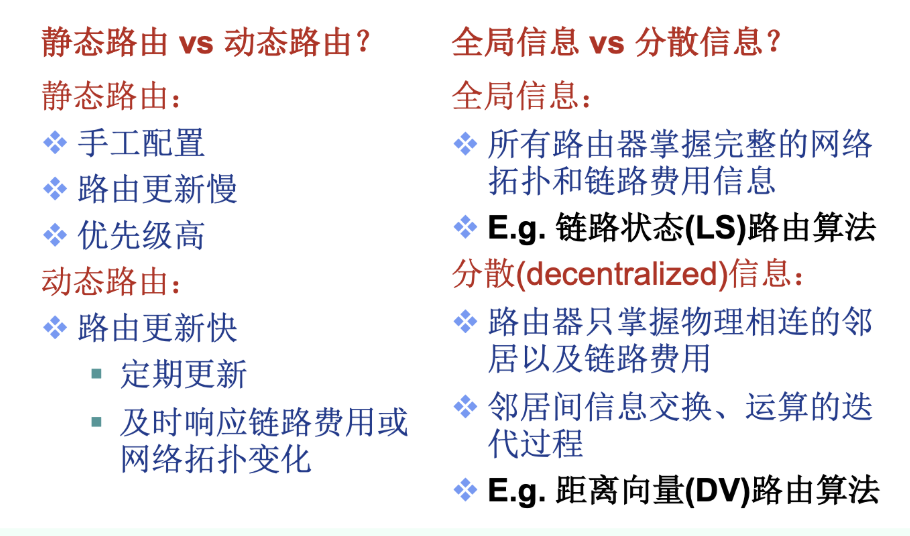 静态路由 vs 动态路由？
静态路由：
手工配置
路由更新慢
优先级高
动态路由：
路由更新快
定期更新
及时响应链路费用或
网络拓扑变化
全局信息 vs 分散信息？
全局信息：
所有路由器掌握完整的网络
拓扑和链路费用信息
E.g. 链路状态(LS)路由算法
分散(decentralized)信息：
路由器只掌握物理相连的邻
居以及链路费用
邻居间信息交换、运算的迭
代过程
E.g. 距离向量(DV)路由算法